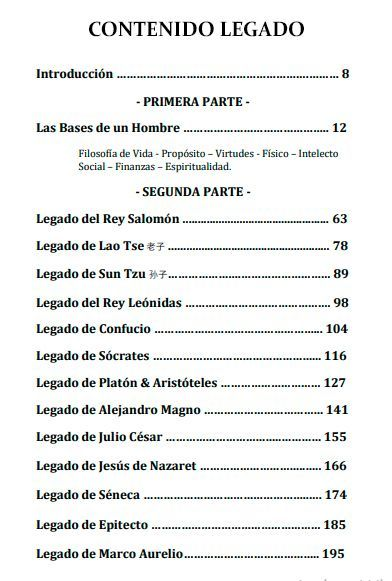 CONTENIDO LEGADO
Introducción ........................................................................ 8
- PRIMERA PARTE -
Las Bases de un Hombre ................................................ 12
Filosofía de Vida - Propósito – Virtudes - Físico – Intelecto
Social – Finanzas – Espiritualidad.
- SEGUNDA PARTE -
Legado del Rey Salomón ................................................ 63
Legado de Lao Tse 老子 ..................................................... 78
Legado de Sun Tzu 孙子..................................................... 89
Legado del Rey Leónidas ............................................... 98
Legado de Confucio ....................................................... 104
Legado de Sócrates ........................................................ 116
Legado de Platón & Aristóteles ................................. 127
Legado de Alejandro Magno ....................................... 141
Legado de Julio César .................................................... 155
Legado de Jesús de Nazaret ........................................ 166
Legado de Séneca ........................................................... 174
Legado de Epitecto ........................................................ 185
Legado de Marco Aurelio............................................. 195